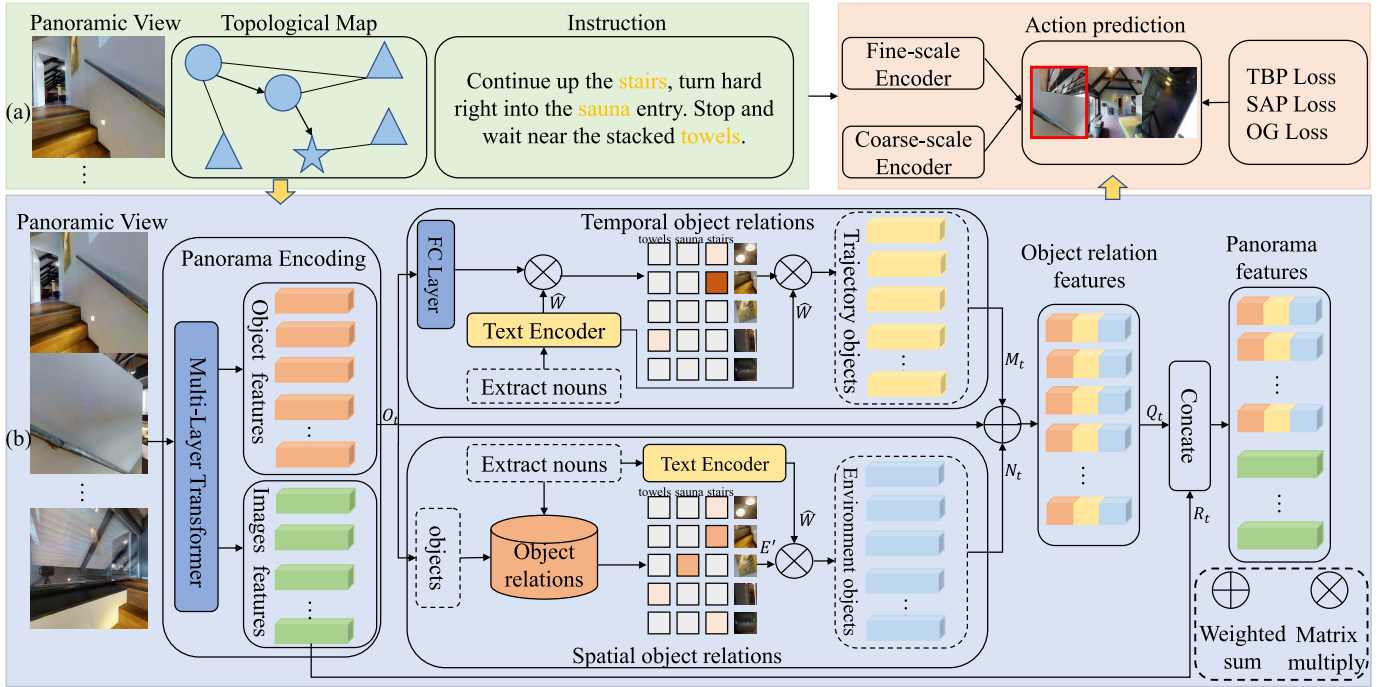 Panoramic View
Topological Map
Instruction
Action prediction
(a)
Continue up the stairs, turn hard
right into the sauna entry. Stop and
wait near the stacked towels.
Fine-scale
Encoder
Coarse-scale
Encoder
TBP Loss
SAP Loss
OG Loss
(b)
Panoramic View
Panorama Encoding
Multi-Layer Transformer
Object features
Images features
O_t
Temporal object relations
FC Layer
Ŵ
Text Encoder
Extract nouns
towels sauna stairs
Ŵ
Trajectory objects
M_t
Extract nouns
Text Encoder
objects
Object
relations
towels sauna stairs
E′
Ŵ
Environment objects
N_t
Spatial object relations
Object relation
features
Q_t
Concate
R_t
Panorama
features
Weighted
sum
Matrix
multiply